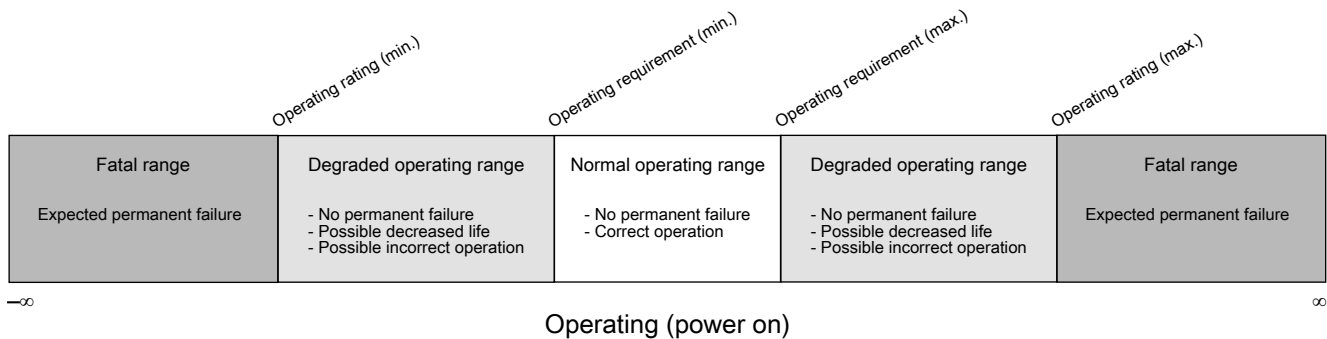 Operating rating (min.)
Operating requirement (min.)
Operating requirement (max.)
Operating rating (max.)
Fatal range
Expected permanent failure
Degraded operating range
- No permanent failure
- Possible decreased life
- Possible incorrect operation
Normal operating range
- No permanent failure
- Correct operation
Degraded operating range
- No permanent failure
- Possible decreased life
- Possible incorrect operation
Fatal range
Expected permanent failure
–∞
∞
Operating (power on)